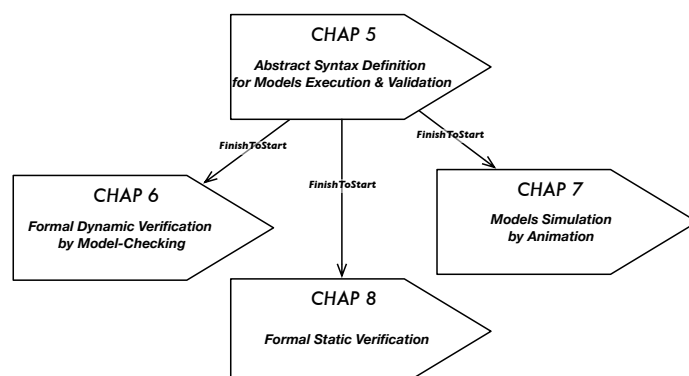 CHAP 5
Abstract Syntax Definition
for Models Execution & Validation
FinishToStart
FinishToStart
FinishToStart
CHAP 6
Formal Dynamic Verification
by Model-Checking
CHAP 7
Models Simulation
by Animation
CHAP 8
Formal Static Verification